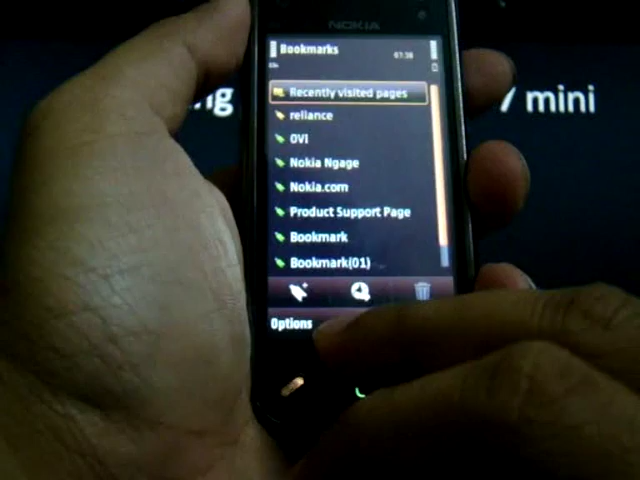 NOKIA
Bookmarks
Recently visited pages
reliance
OVI
Nokia Ngage
Nokia.com
Product Support Page
Bookmark
Bookmark(01)
Options
mini